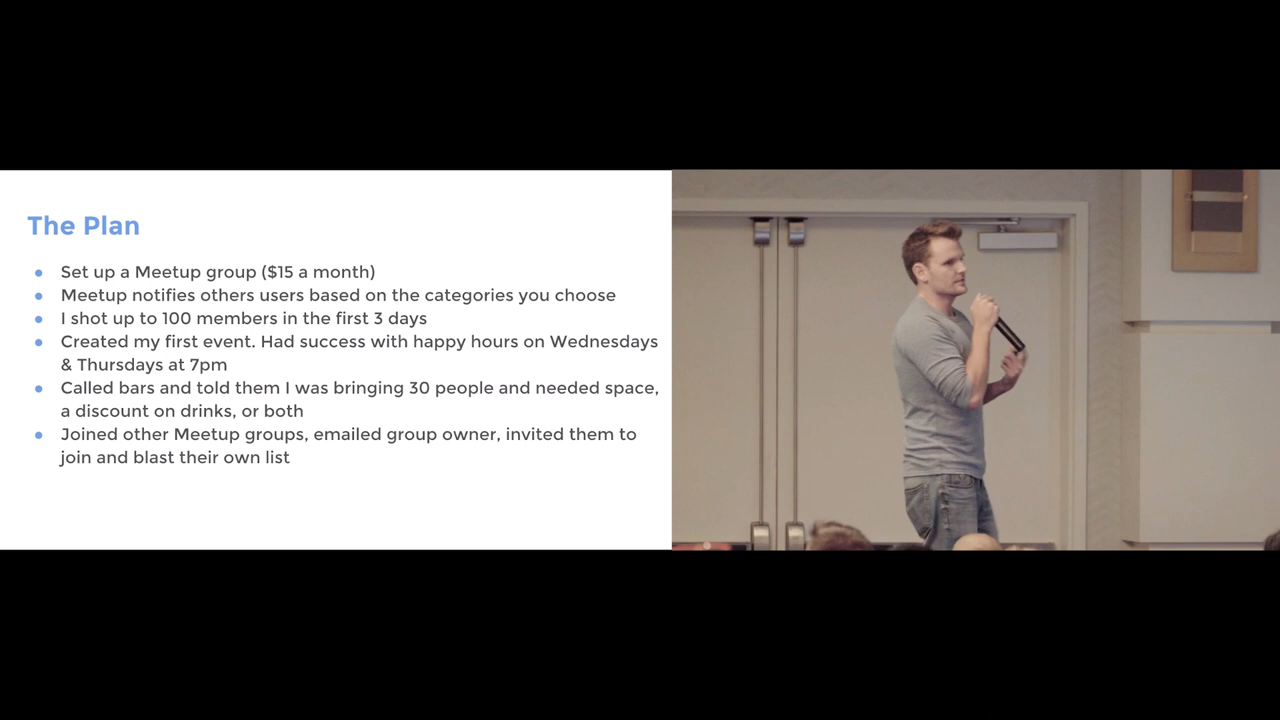 The Plan
Set up a Meetup group ($15 a month)
Meetup notifies others users based on the categories you choose
I shot up to 100 members in the first 3 days
Created my first event. Had success with happy hours on Wednesdays
& Thursdays at 7pm
Called bars and told them I was bringing 30 people and needed space,
a discount on drinks, or both
Joined other Meetup groups, emailed group owner, invited them to
join and blast their own list